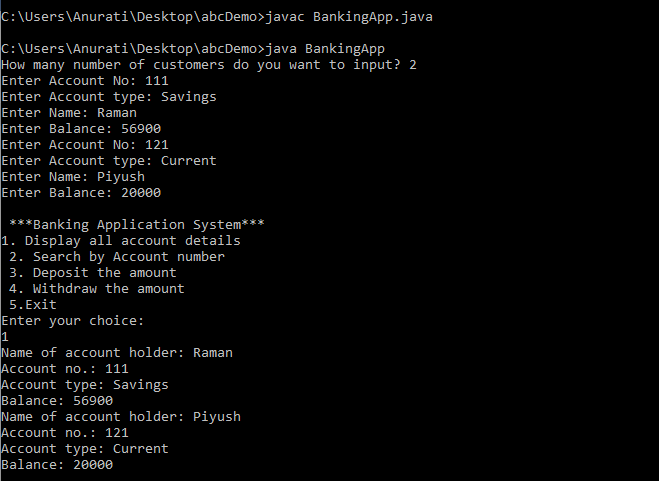 C:\Users\Anurati\Desktop\abcDemo>javac BankingApp.java
C:\Users\Anurati\Desktop\abcDemo>java BankingApp
How many number of customers do you want to input? 2
Enter Account No: 111
Enter Account type: Savings
Enter Name: Raman
Enter Balance: 56900
Enter Account No: 121
Enter Account type: Current
Enter Name: Piyush
Enter Balance: 20000
***Banking Application System***
1. Display all account details
2. Search by Account number
3. Deposit the amount
4. Withdraw the amount
5.Exit
Enter your choice:
1
Name of account holder: Raman
Account no.: 111
Account type: Savings
Balance: 56900
Name of account holder: Piyush
Account no.: 121
Account type: Current
Balance: 20000